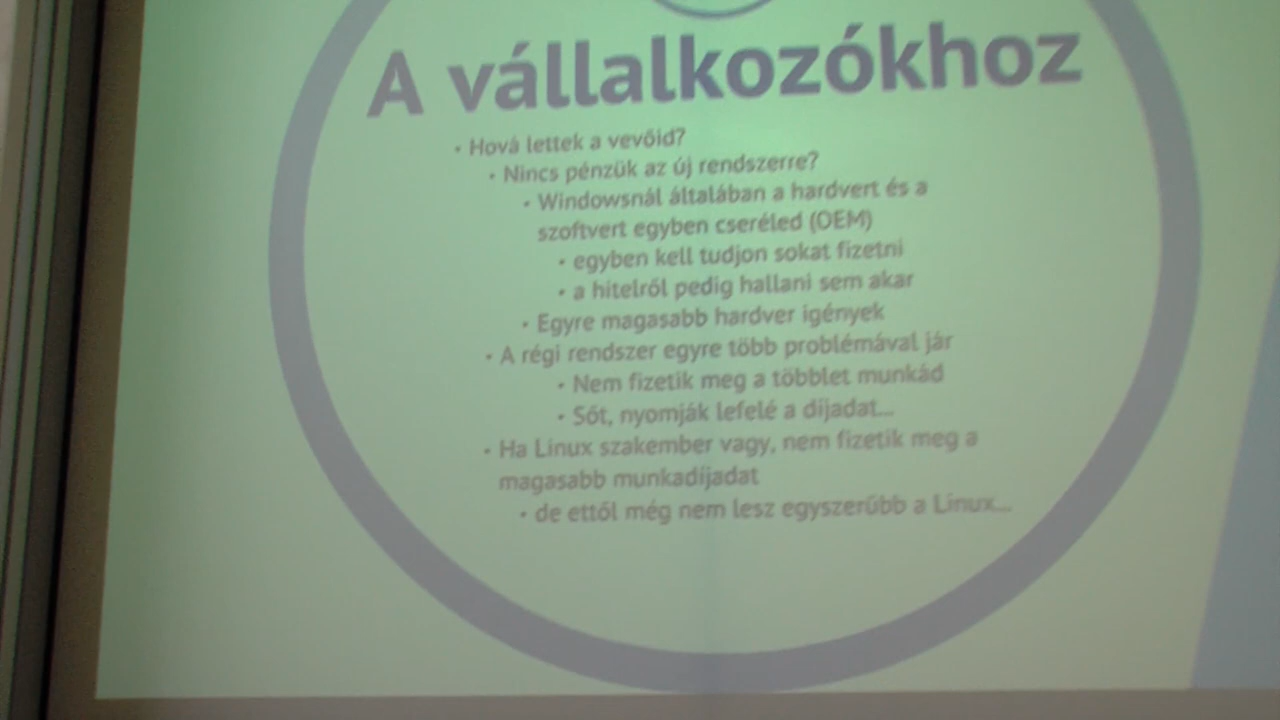 A vállalkozókhoz
• Hová lettek a vevőid?
• Nincs pénzük az új rendszerre?
• Windowsnál általában a hardvert és a
szoftvert egyben cseréled (OEM)
• egyben kell tudjon sokat fizetni
• a hitelről pedig hallani sem akar
• Egyre magasabb hardver igények
• A régi rendszer egyre több problémával jár
• Nem fizetik meg a többlet munkád
• Sőt, nyomják lefelé a díjadat...
• Ha Linux szakember vagy, nem fizetik meg a
magasabb munkadíjadat
• de ettől még nem lesz egyszerűbb a Linux...